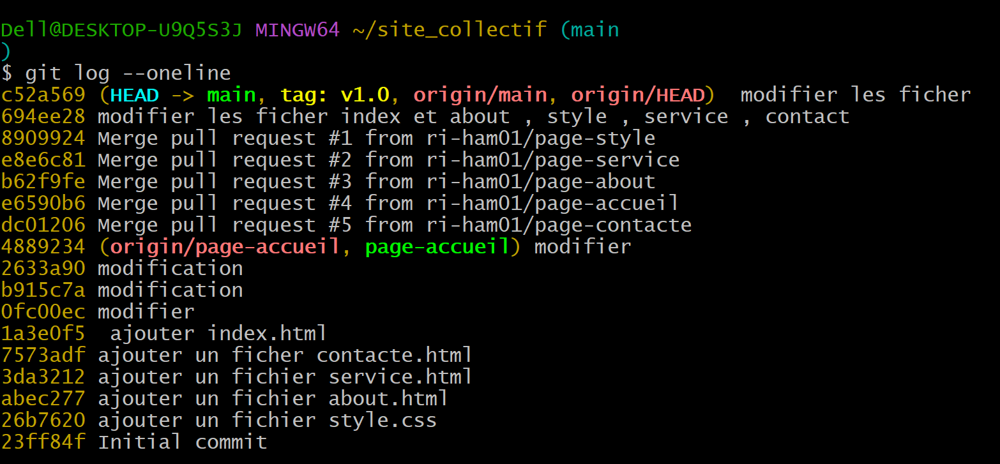 Dell@DESKTOP-U9Q5S3J MINGW64 ~/site_collectif (main
)
$ git log --oneline
c52a569 (HEAD -> main, tag: v1.0, origin/main, origin/HEAD)  modifier les ficher
694ee28 modifier les ficher index et about , style , service , contact
8909924 Merge pull request #1 from ri-ham01/page-style
e8e6c81 Merge pull request #2 from ri-ham01/page-service
b62f9fe Merge pull request #3 from ri-ham01/page-about
e6590b6 Merge pull request #4 from ri-ham01/page-accueil
dc01206 Merge pull request #5 from ri-ham01/page-contacte
4889234 (origin/page-accueil, page-accueil) modifier
2633a90 modification
b915c7a modification
0fc00ec modifier
1a3e0f5  ajouter index.html
7573adf ajouter un ficher contacte.html
3da3212 ajouter un fichier service.html
abec277 ajouter un fichier about.html
26b7620 ajouter un fichier style.css
23ff84f Initial commit